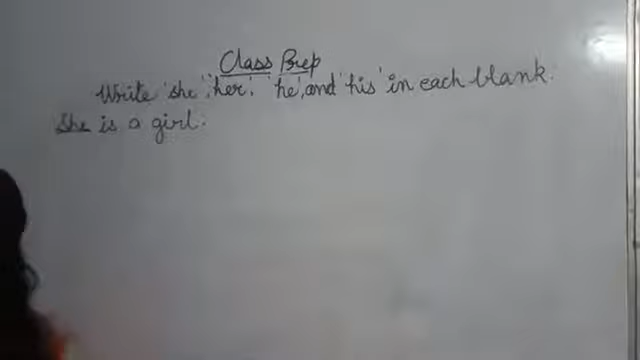 Class Prep
Write 'she', 'her', 'he', and 'his' in each blank.
She is a girl.